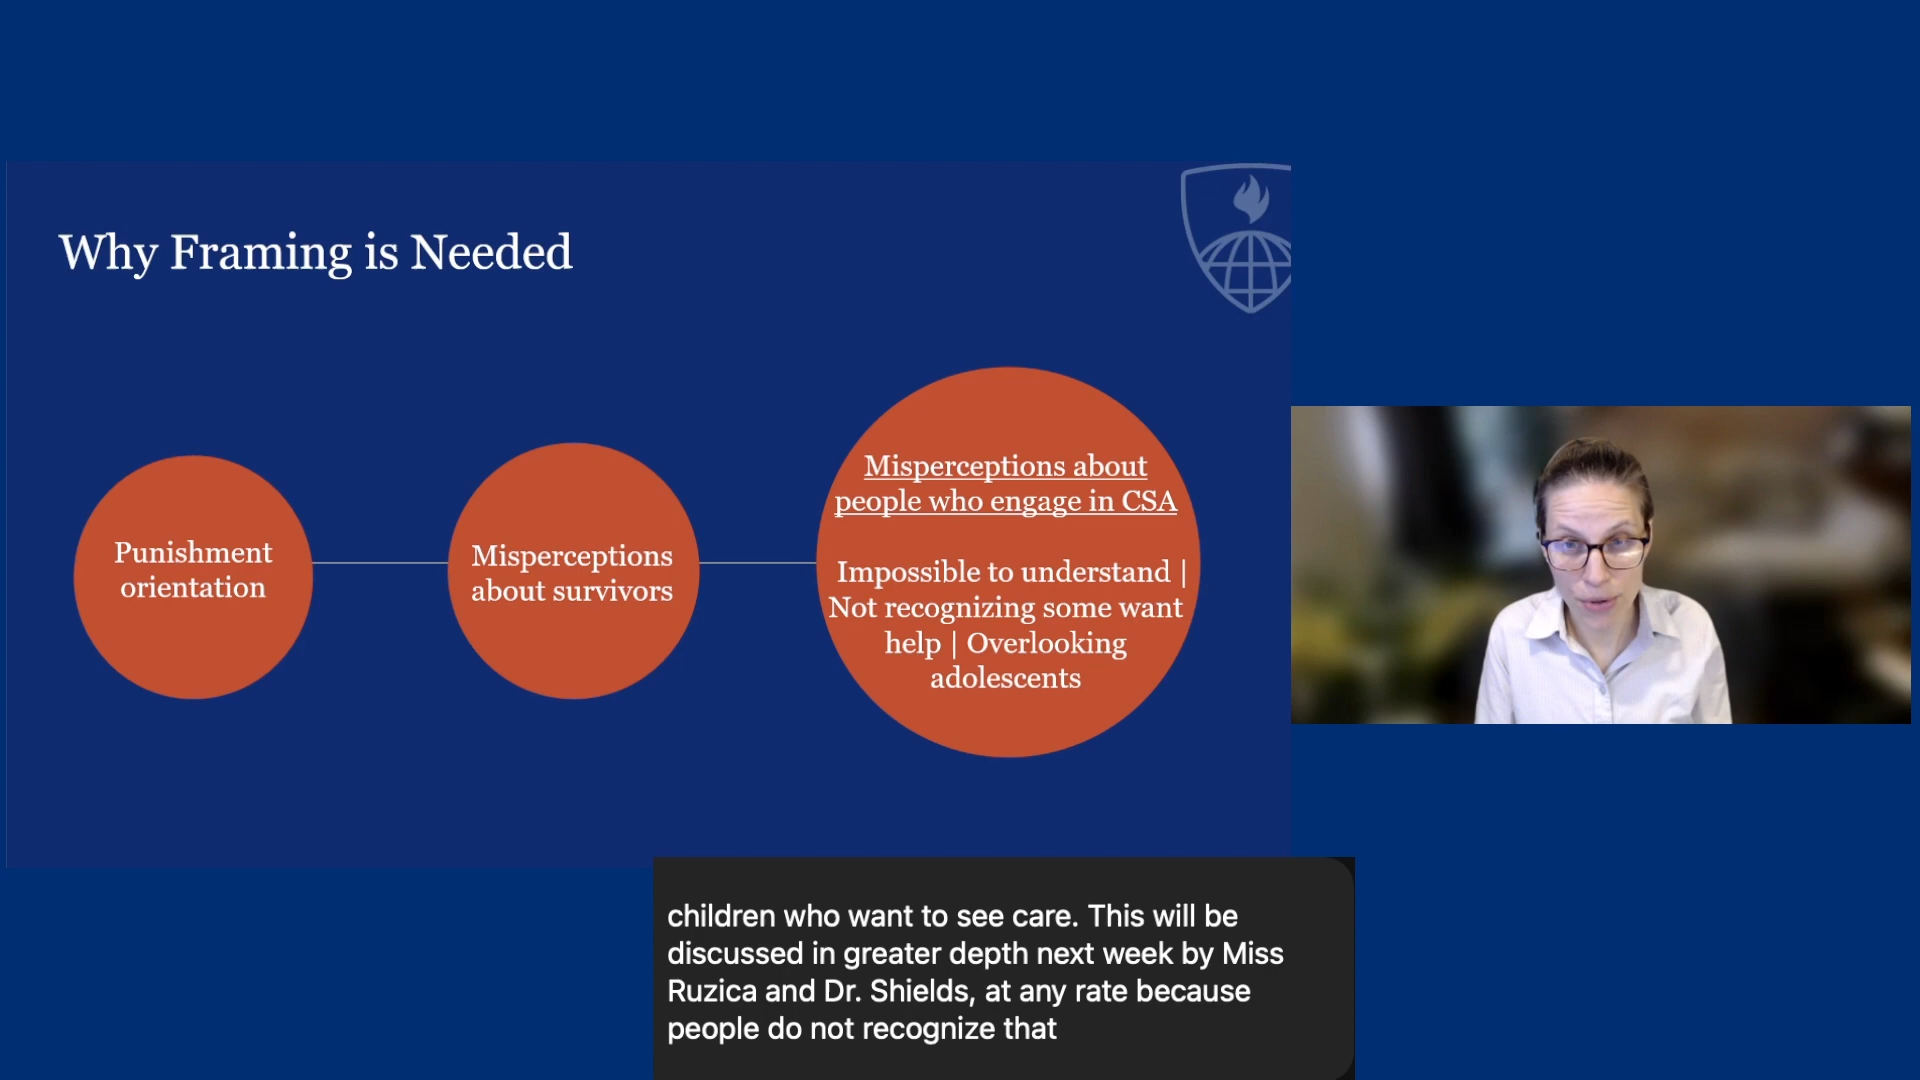 Why Framing is Needed
Punishment
orientation
Misperceptions
about survivors
Misperceptions about
people who engage in CSA
Impossible to understand |
Not recognizing some want
help | Overlooking
adolescents
children who want to see care. This will be
discussed in greater depth next week by Miss
Ruzica and Dr. Shields, at any rate because
people do not recognize that